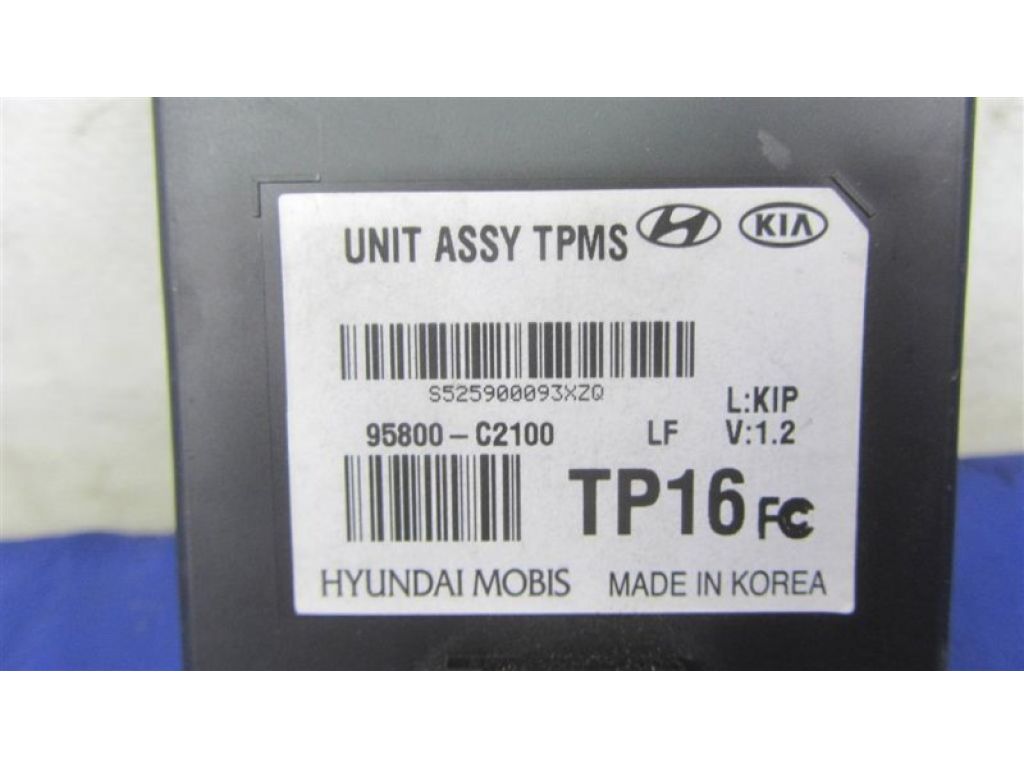 UNIT ASSY TPMS KIA
S525900093XZQ
L:KIP
95800-C2100 LF V:1.2
TP16 FC
HYUNDAI MOBIS MADE IN KOREA